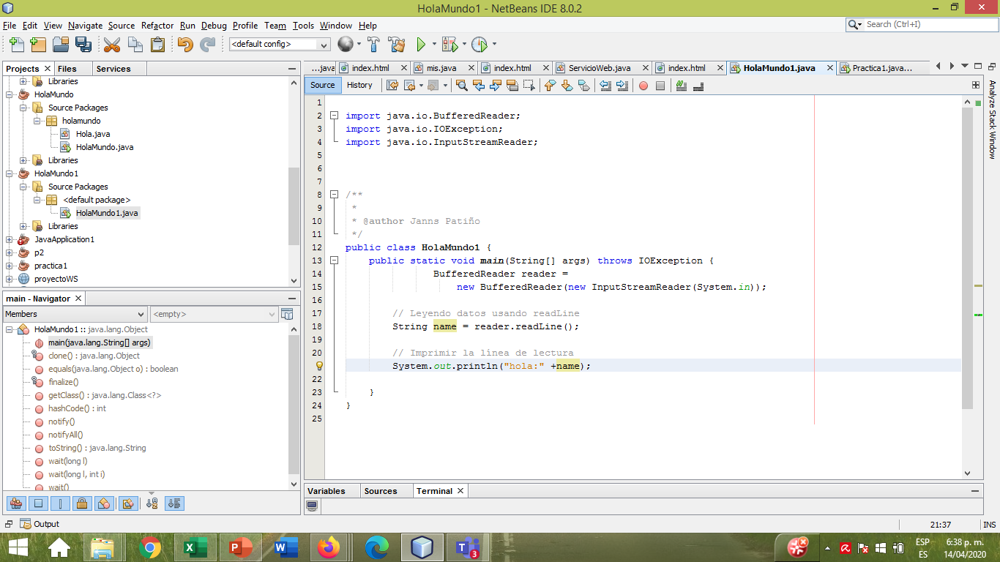 HolaMundo1 - NetBeans IDE 8.0.2
File Edit View Navigate Source Refactor Run Debug Profile Team Tools Window Help
Search (Ctrl+I)
<default config>
Projects Files Services
Libraries
HolaMundo
Source Packages
holamundo
Hola.java
HolaMundo.java
Libraries
HolaMundo1
Source Packages
<default package>
HolaMundo1.java
Libraries
JavaApplication1
p2
practica1
proyectoWS
main - Navigator
Members <empty>
HolaMundo1 :: java.lang.Object
main(java.lang.String[] args)
clone() : java.lang.Object
equals(java.lang.Object o) : boolean
finalize()
getClass() : java.lang.Class<?>
hashCode() : int
notify()
notifyAll()
toString() : java.lang.String
wait(long l)
wait(long l, int i)
wait()
...java index.html mis.java index.html ServicioWeb.java index.html HolaMundo1.java Practica1.java...
Source History
1
2 import java.io.BufferedReader;
3 import java.io.IOException;
4 import java.io.InputStreamReader;
5
6
7
8 /**
9 *
10 * @author Janns Patiño
11 */
12 public class HolaMundo1 {
13 public static void main(String[] args) throws IOException {
14 BufferedReader reader =
15 new BufferedReader(new InputStreamReader(System.in));
16
17 // Leyendo datos usando readLine
18 String name = reader.readLine();
19
20 // Imprimir la línea de lectura
System.out.println("hola:" +name);
22
23 }
24 }
25
Analyze Stack Window
Variables Sources Terminal
Output
21:37 INS
3
ESP
ES
6:38 p. m.
14/04/2020